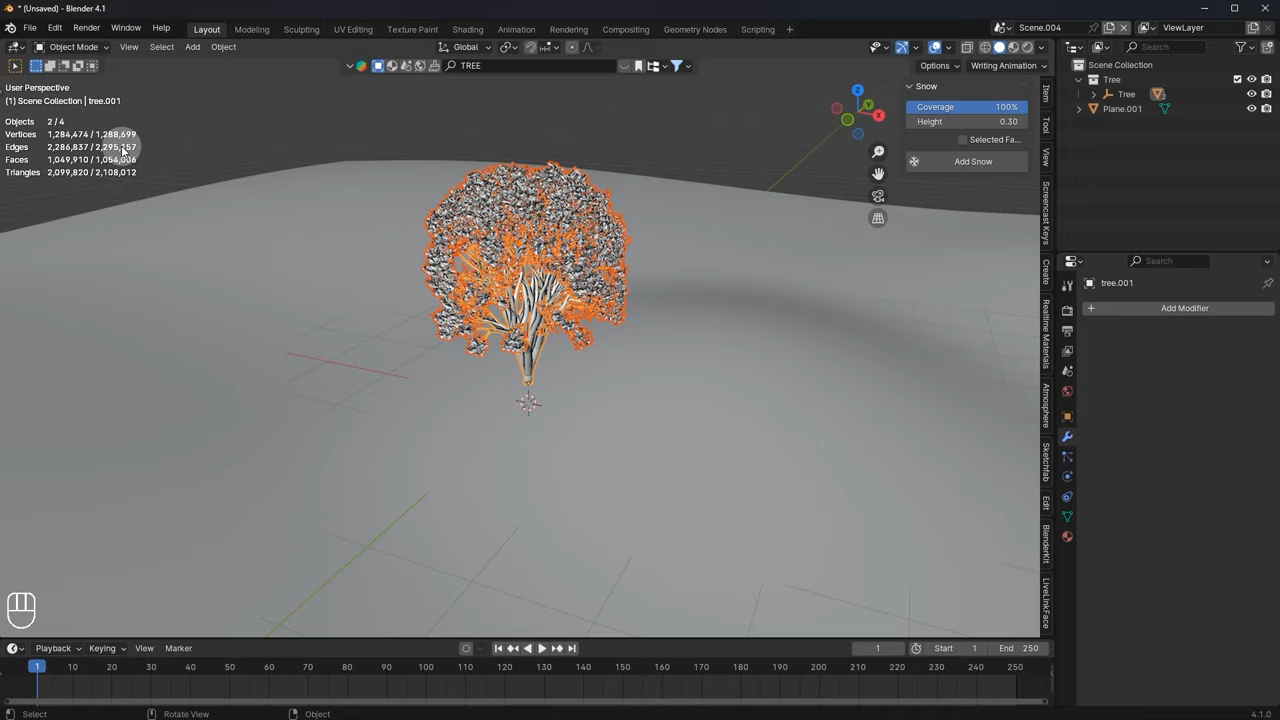 * (Unsaved) - Blender 4.1
File Edit Render Window Help Layout Modeling Sculpting UV Editing Texture Paint Shading Animation Rendering Compositing Geometry Nodes Scripting + Scene.004 ViewLayer
Object Mode View Select Add Object Global Search
TREE Options Writing Animation
User Perspective
(1) Scene Collection | tree.001
Objects 2 / 4
Vertices 1,284,474 / 1,288,699
Edges 2,286,837 / 2,295,157
Faces 1,049,910 / 1,054,006
Triangles 2,099,820 / 2,108,012
Z
Y
X
Snow
Coverage 100%
Height 0.30
Selected Fa...
Add Snow
Item
Tool
View
Screencast Keys
Create
Realtime Materials
Atmosphere
Sketchfab
Edit
BlenderKit
LiveLinkFace
Scene Collection
Tree
Tree 2
Plane.001
Search
tree.001
+ Add Modifier
Playback Keying View Marker 1 Start 1 End 250
1 10 20 30 40 50 60 70 80 90 100 110 120 130 140 150 160 170 180 190 200 210 220 230 240 250
Select Rotate View Object 4.1.0